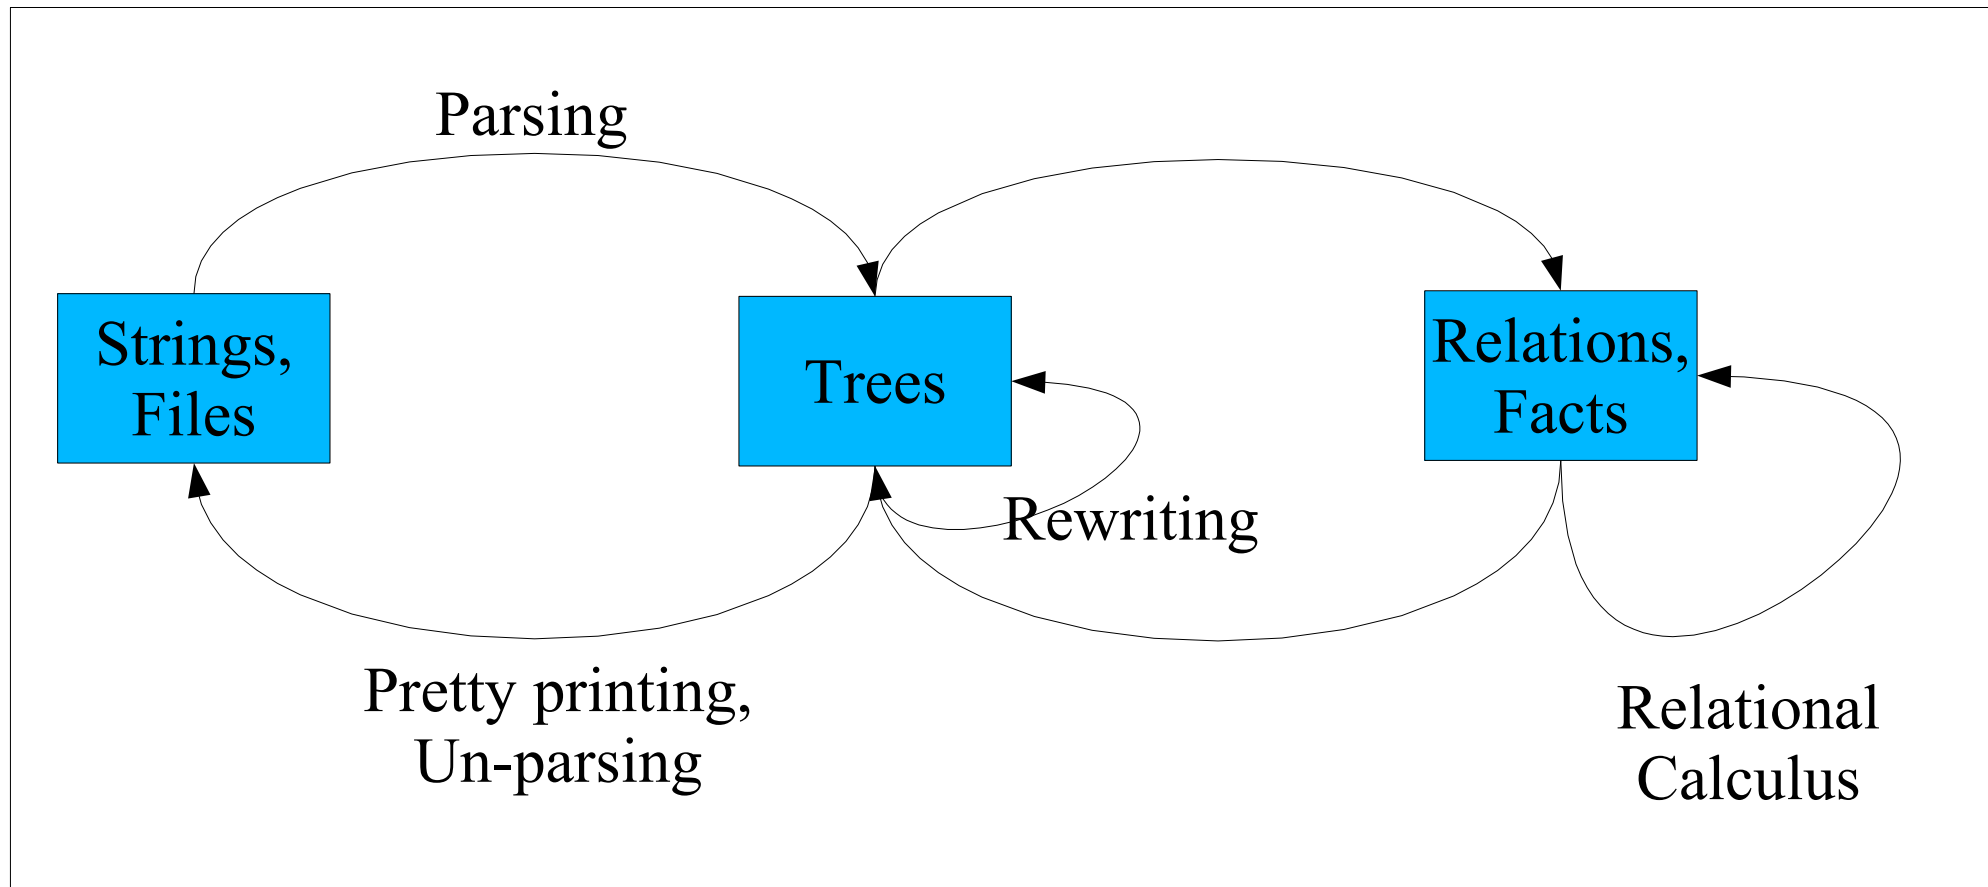 Parsing
Strings,
Files
Trees
Relations,
Facts
Rewriting
Pretty printing,
Un-parsing
Relational
Calculus